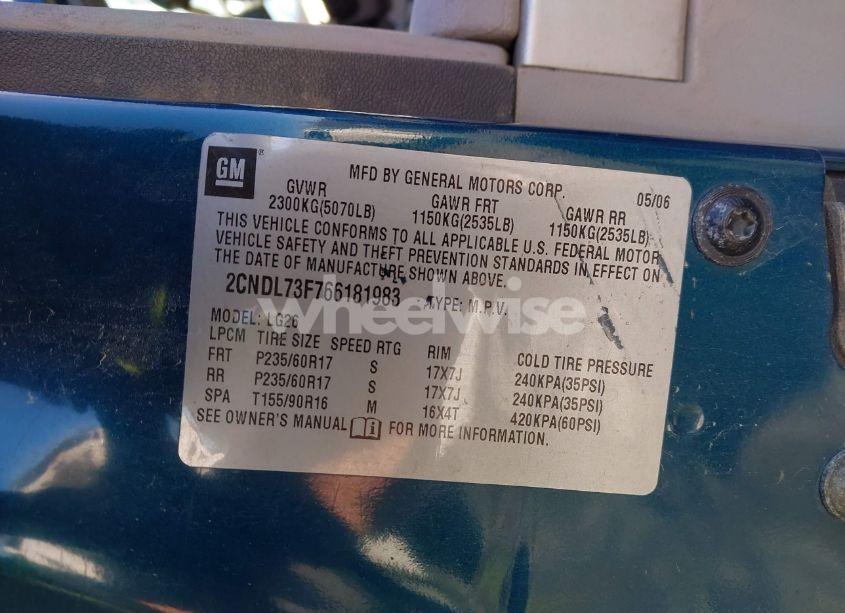 GM
MFD BY GENERAL MOTORS CORP. 05/06
GVWR GAWR FRT GAWR RR
2300KG(5070LB) 1150KG(2535LB) 1150KG(2535LB)
THIS VEHICLE CONFORMS TO ALL APPLICABLE U.S. FEDERAL MOTOR
VEHICLE SAFETY AND THEFT PREVENTION STANDARDS IN EFFECT ON
THE DATE OF MANUFACTURE SHOWN ABOVE.
2CNDL73F766181983 TYPE: M.P.V.
wheelwise
MODEL: LG26
LPCM TIRE SIZE SPEED RTG RIM COLD TIRE PRESSURE
FRT P235/60R17 S 17X7J 240KPA(35PSI)
RR P235/60R17 S 17X7J 240KPA(35PSI)
SPA T155/90R16 M 16X4T 420KPA(60PSI)
SEE OWNER'S MANUAL FOR MORE INFORMATION.